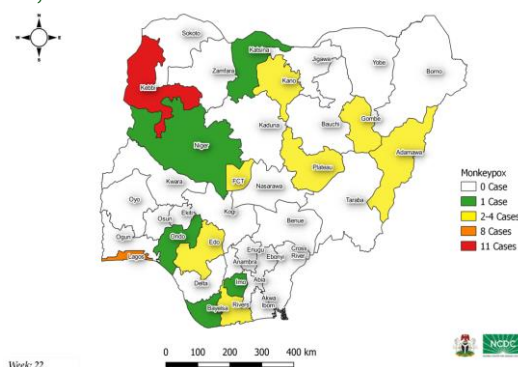 N
W
E
S
Sokoto
Katsina
Zamfara
Kano
Jigawa
Yobe
Borno
Kebbi
Kaduna
Bauchi
Gombe
Adamawa
Niger
Plateau
FCT
Kwara
Nasarawa
Taraba
Oyo
Kogi
Benue
Osun
Ekiti
Ogun
Ondo
Edo
Enugu
Ebonyi
Cross
River
Anambra
Lagos
Delta
Imo
Abia
Akwa
Ibom
Bayelsa
Rivers
Monkeypox
0 Case
1 Case
2-4 Cases
8 Cases
11 Cases
0 100 200 300 400 km
Week: 22
NCDC